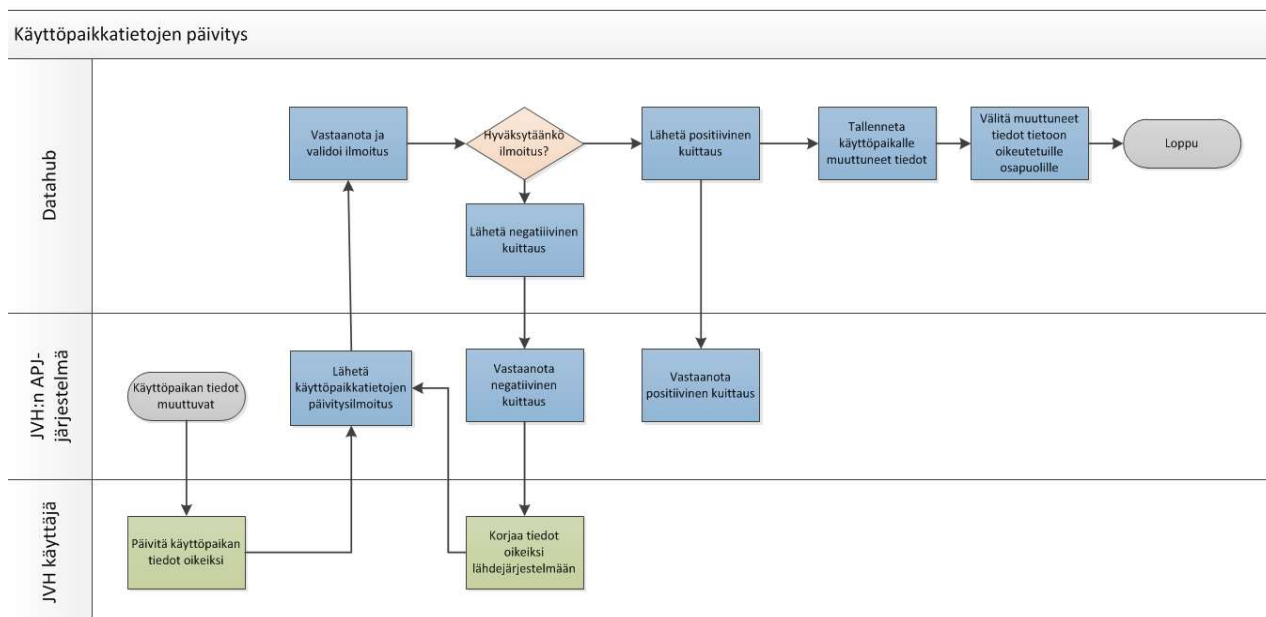 Käyttöpaikkatietojen päivitys
Datahub
Vastaanota ja
validoi ilmoitus
Hyväksytäänkö
ilmoitus?
Lähetä positiivinen
kuittaus
Tallenneta
käyttöpaikalle
muuttuneet tiedot
Välitä muuttuneet
tiedot tietoon
oikeutetuille
osapuolille
Loppu
Lähetä negatiiivinen
kuittaus
JVH:n APJ-
järjestelmä
Käyttöpaikan tiedot
muuttuvat
Lähetä
käyttöpaikkatietojen
päivitysilmoitus
Vastaanota
negatiivinen
kuittaus
Vastaanota
positiivinen kuittaus
JVH käyttäjä
Päivitä käyttöpaikan
tiedot oikeiksi
Korjaa tiedot
oikeiksi
lähdejärjestelmään